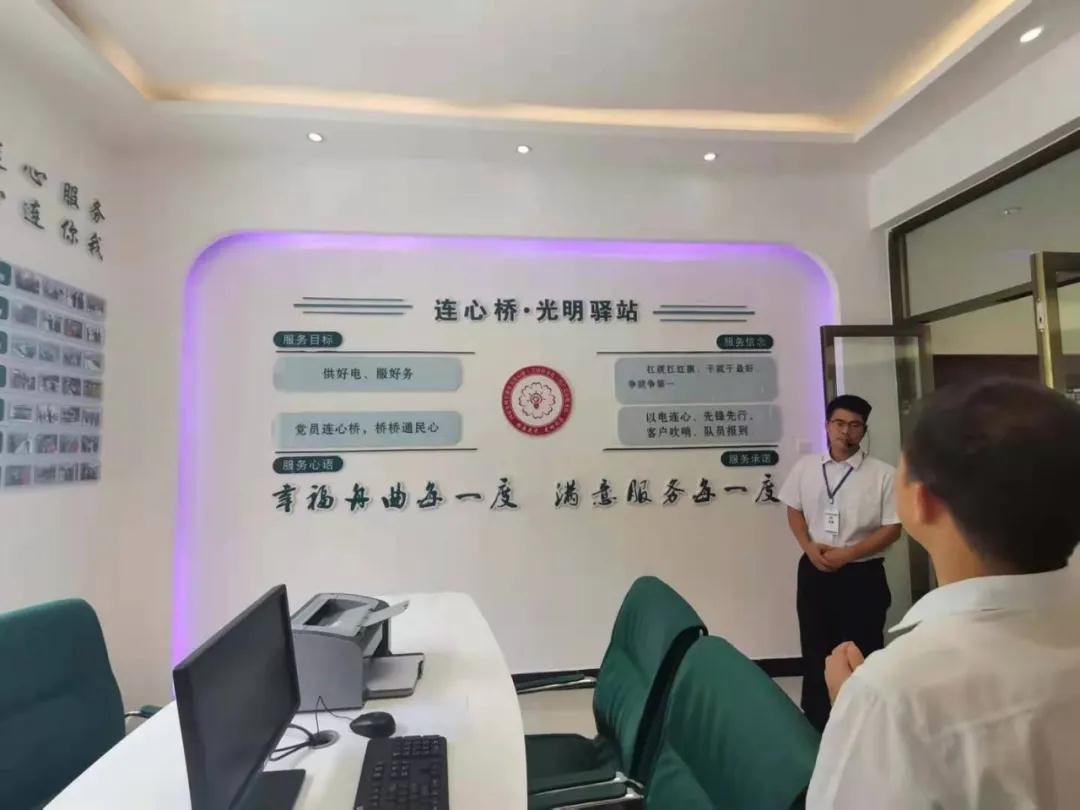 心服务
连你我
连心桥·光明驿站
服务目标
供好电、服好务
党员连心桥，桥桥通民心
服务心语
服务信念
扛就扛红旗、干就干最好
争就争第一
以电连心、先锋先行，
客户吹哨、队员报到
服务承诺
幸福舟曲每一度 满意服务每一度